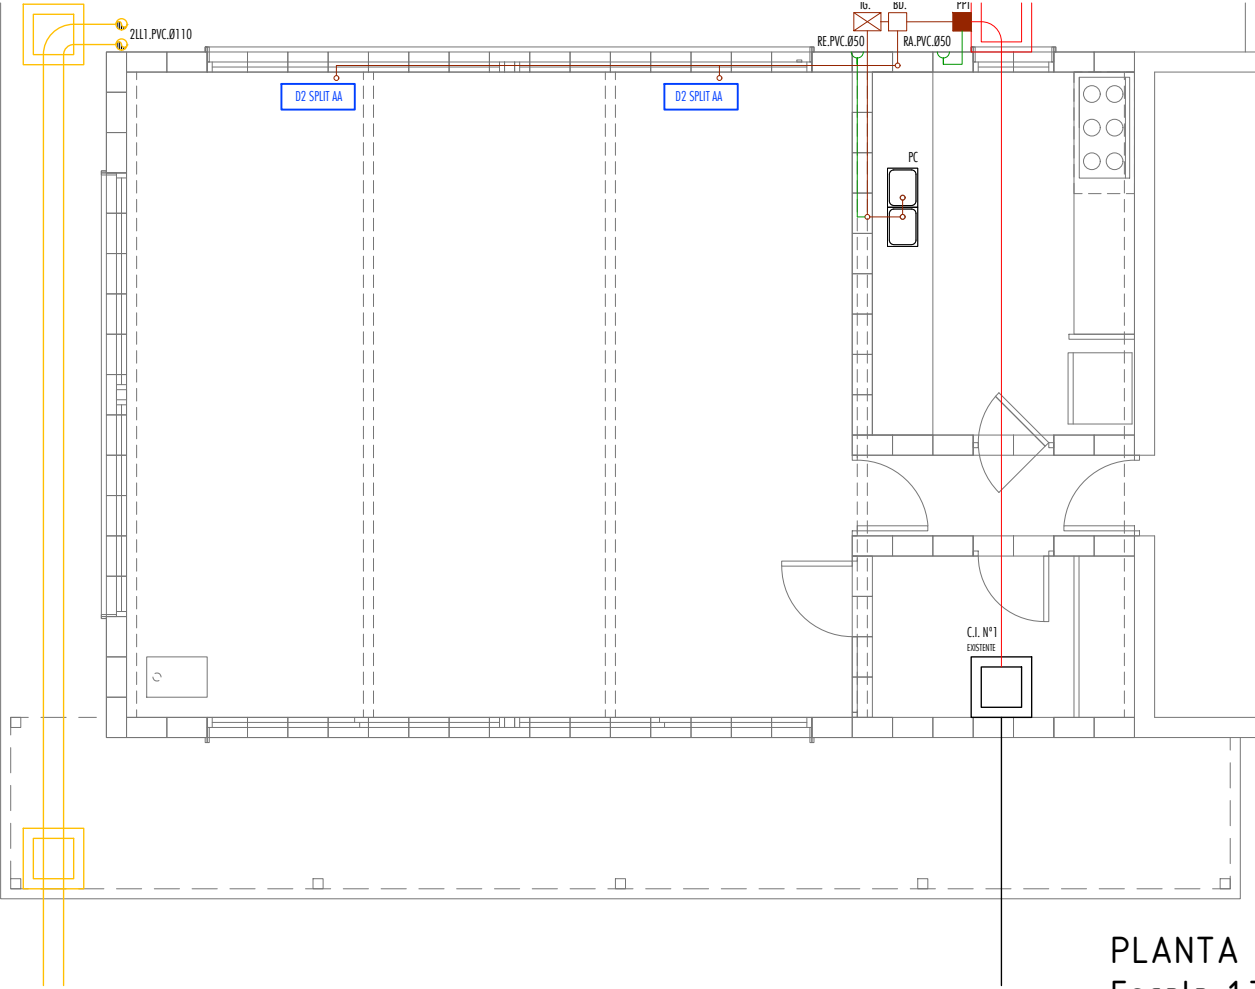 IG.
BD.
PPI
2LL1.PVC.Ø110
RE.PVC.Ø50
RA.PVC.Ø50
D2 SPLIT AA
D2 SPLIT AA
PC
C.I. N°1
EXISTENTE
PLANTA